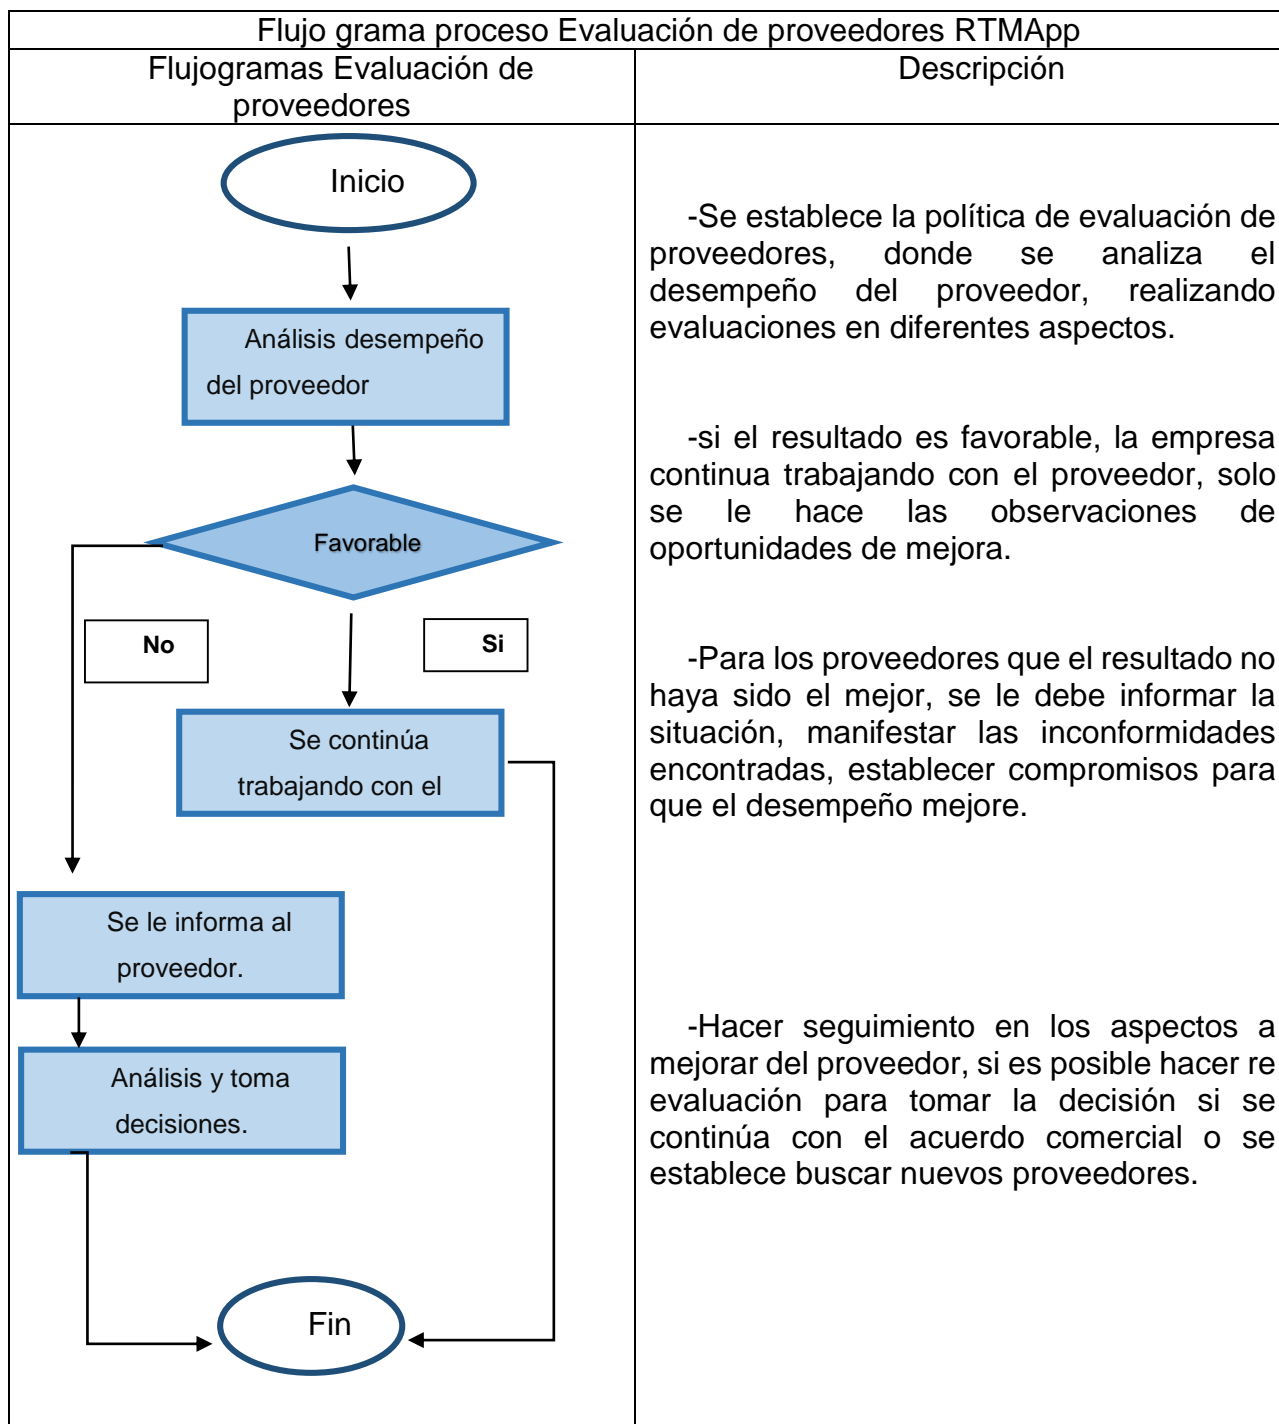 Flujo grama proceso Evaluación de proveedores RTMApp
Flujogramas Evaluación de
proveedores
Descripción
Inicio
Análisis desempeño
del proveedor
Favorable
No
Si
Se continúa
trabajando con el
Se le informa al
proveedor.
Análisis y toma
decisiones.
Fin
-Se establece la política de evaluación de
proveedores, donde se analiza el
desempeño del proveedor, realizando
evaluaciones en diferentes aspectos.
-si el resultado es favorable, la empresa
continua trabajando con el proveedor, solo
se le hace las observaciones de
oportunidades de mejora.
-Para los proveedores que el resultado no
haya sido el mejor, se le debe informar la
situación, manifestar las inconformidades
encontradas, establecer compromisos para
que el desempeño mejore.
-Hacer seguimiento en los aspectos a
mejorar del proveedor, si es posible hacer re
evaluación para tomar la decisión si se
continúa con el acuerdo comercial o se
establece buscar nuevos proveedores.